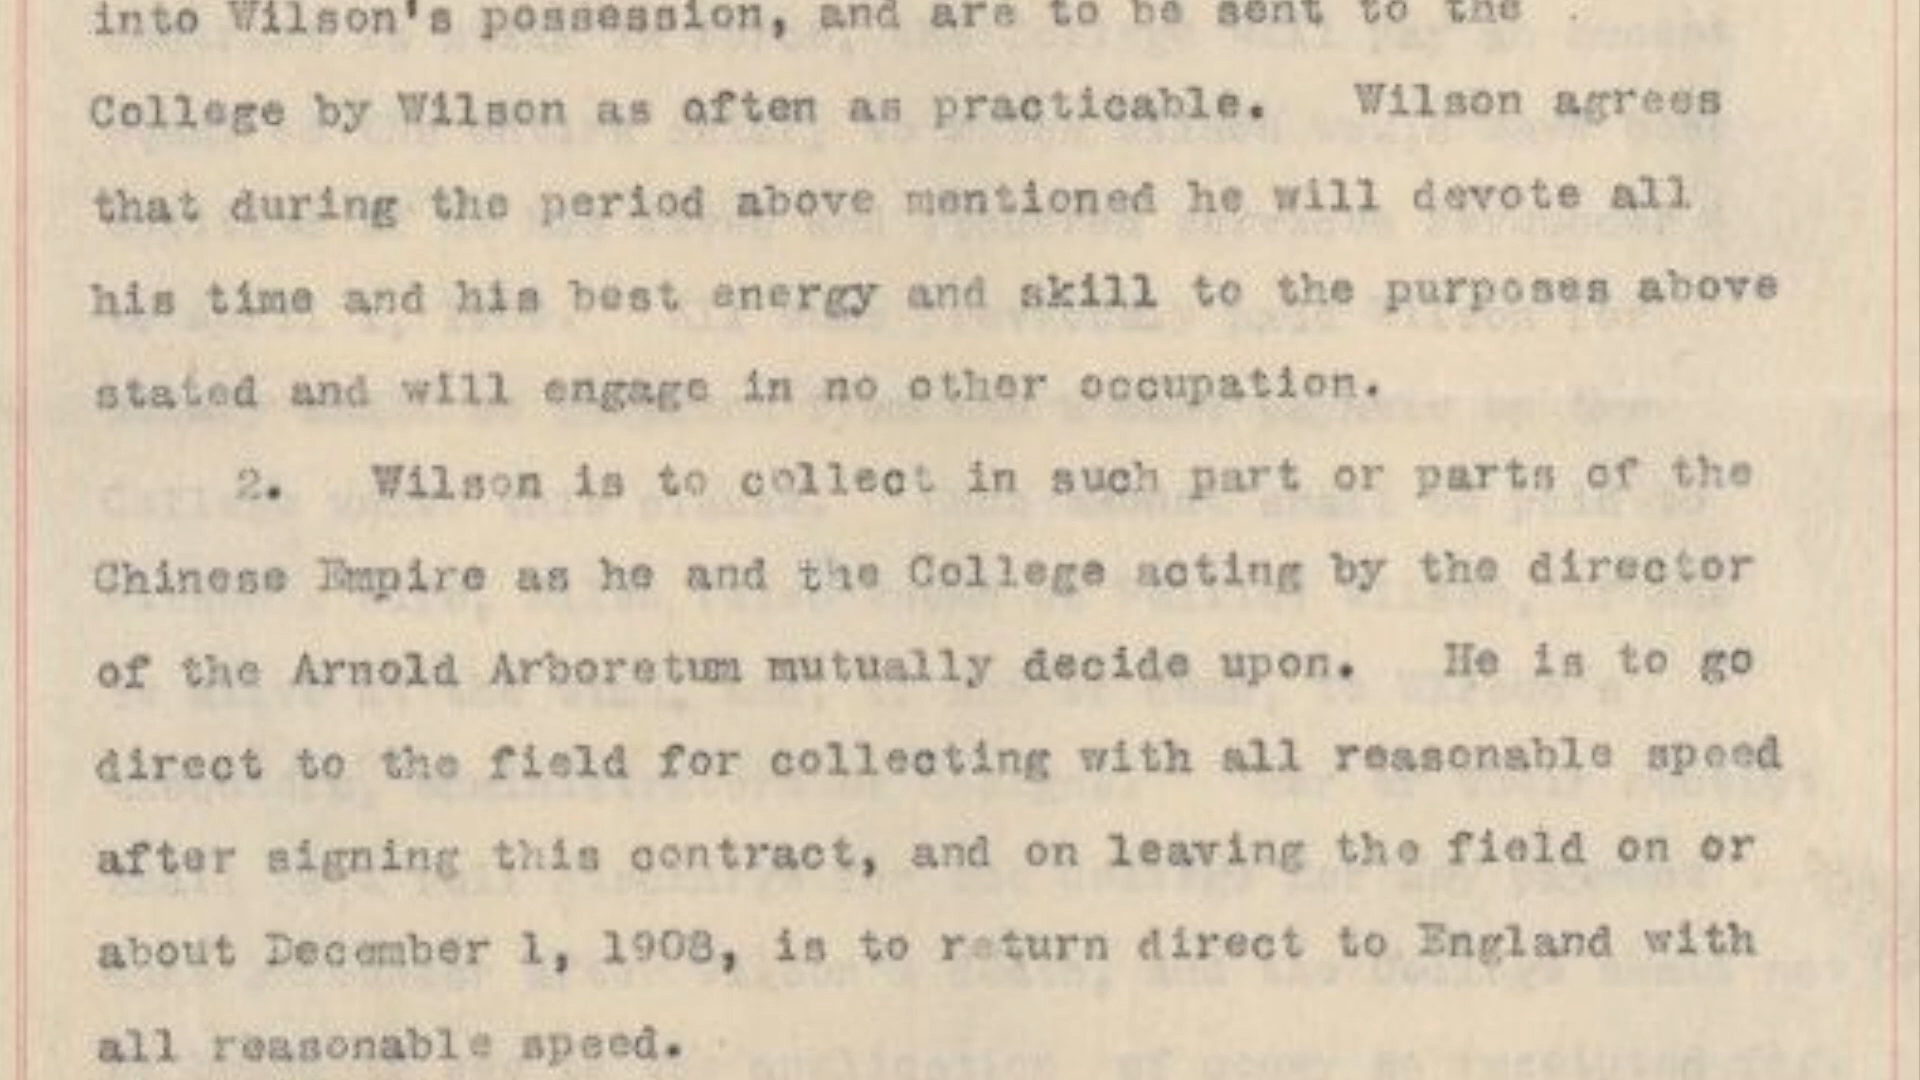 into Wilson's possession, and are to be sent to the
College by Wilson as often as practicable. Wilson agrees
that during the period above mentioned he will devote all
his time and his best energy and skill to the purposes above
stated and will engage in no other occupation.
2. Wilson is to collect in such part or parts of the
Chinese Empire as he and the College acting by the director
of the Arnold Arboretum mutually decide upon. He is to go
direct to the field for collecting with all reasonable speed
after signing this contract, and on leaving the field on or
about December 1, 1908, is to return direct to England with
all reasonable speed.